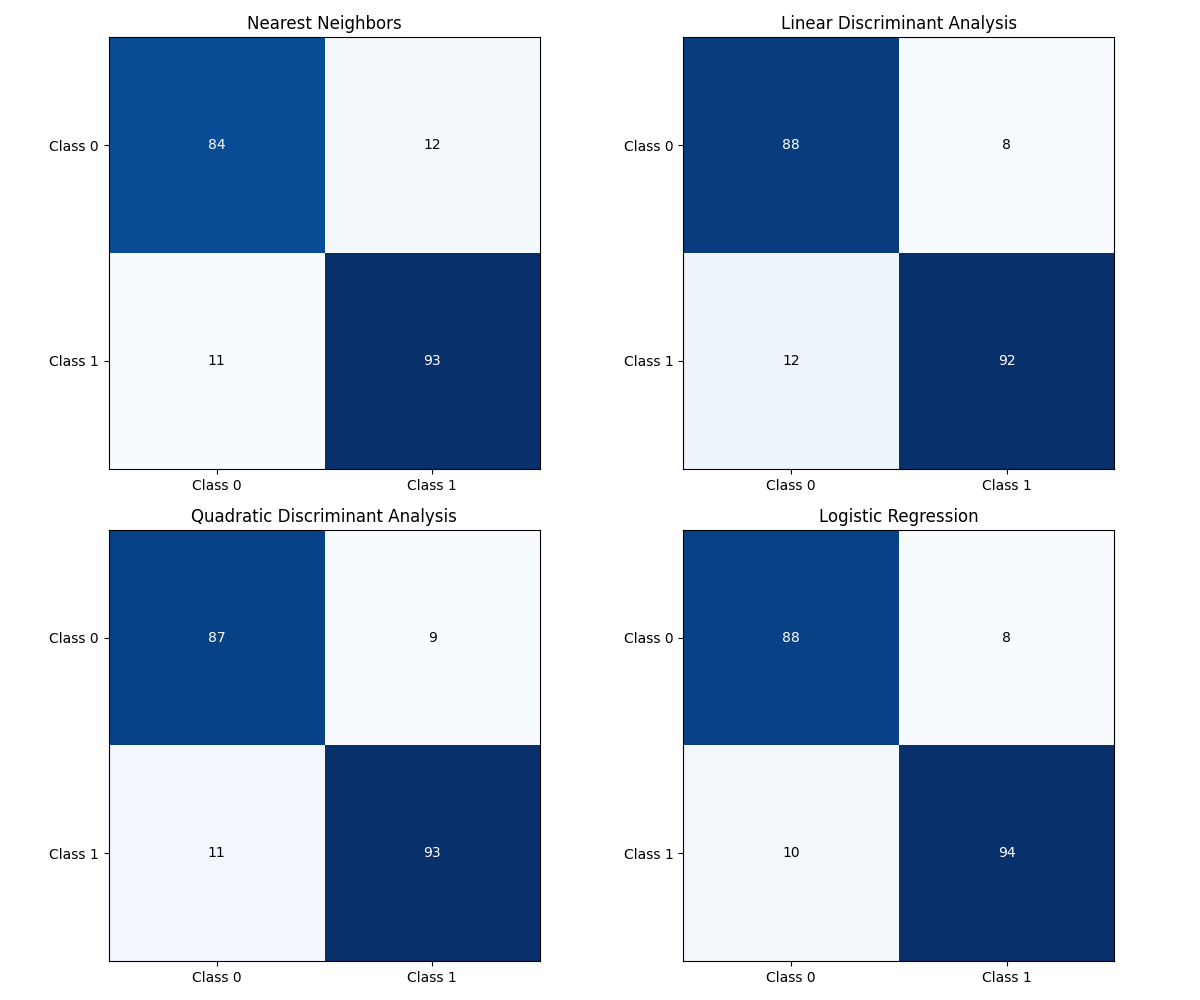 Nearest Neighbors
Class 0 84 12
Class 1 11 93
Class 0 Class 1
Linear Discriminant Analysis
Class 0 88 8
Class 1 12 92
Class 0 Class 1
Quadratic Discriminant Analysis
Class 0 87 9
Class 1 11 93
Class 0 Class 1
Logistic Regression
Class 0 88 8
Class 1 10 94
Class 0 Class 1